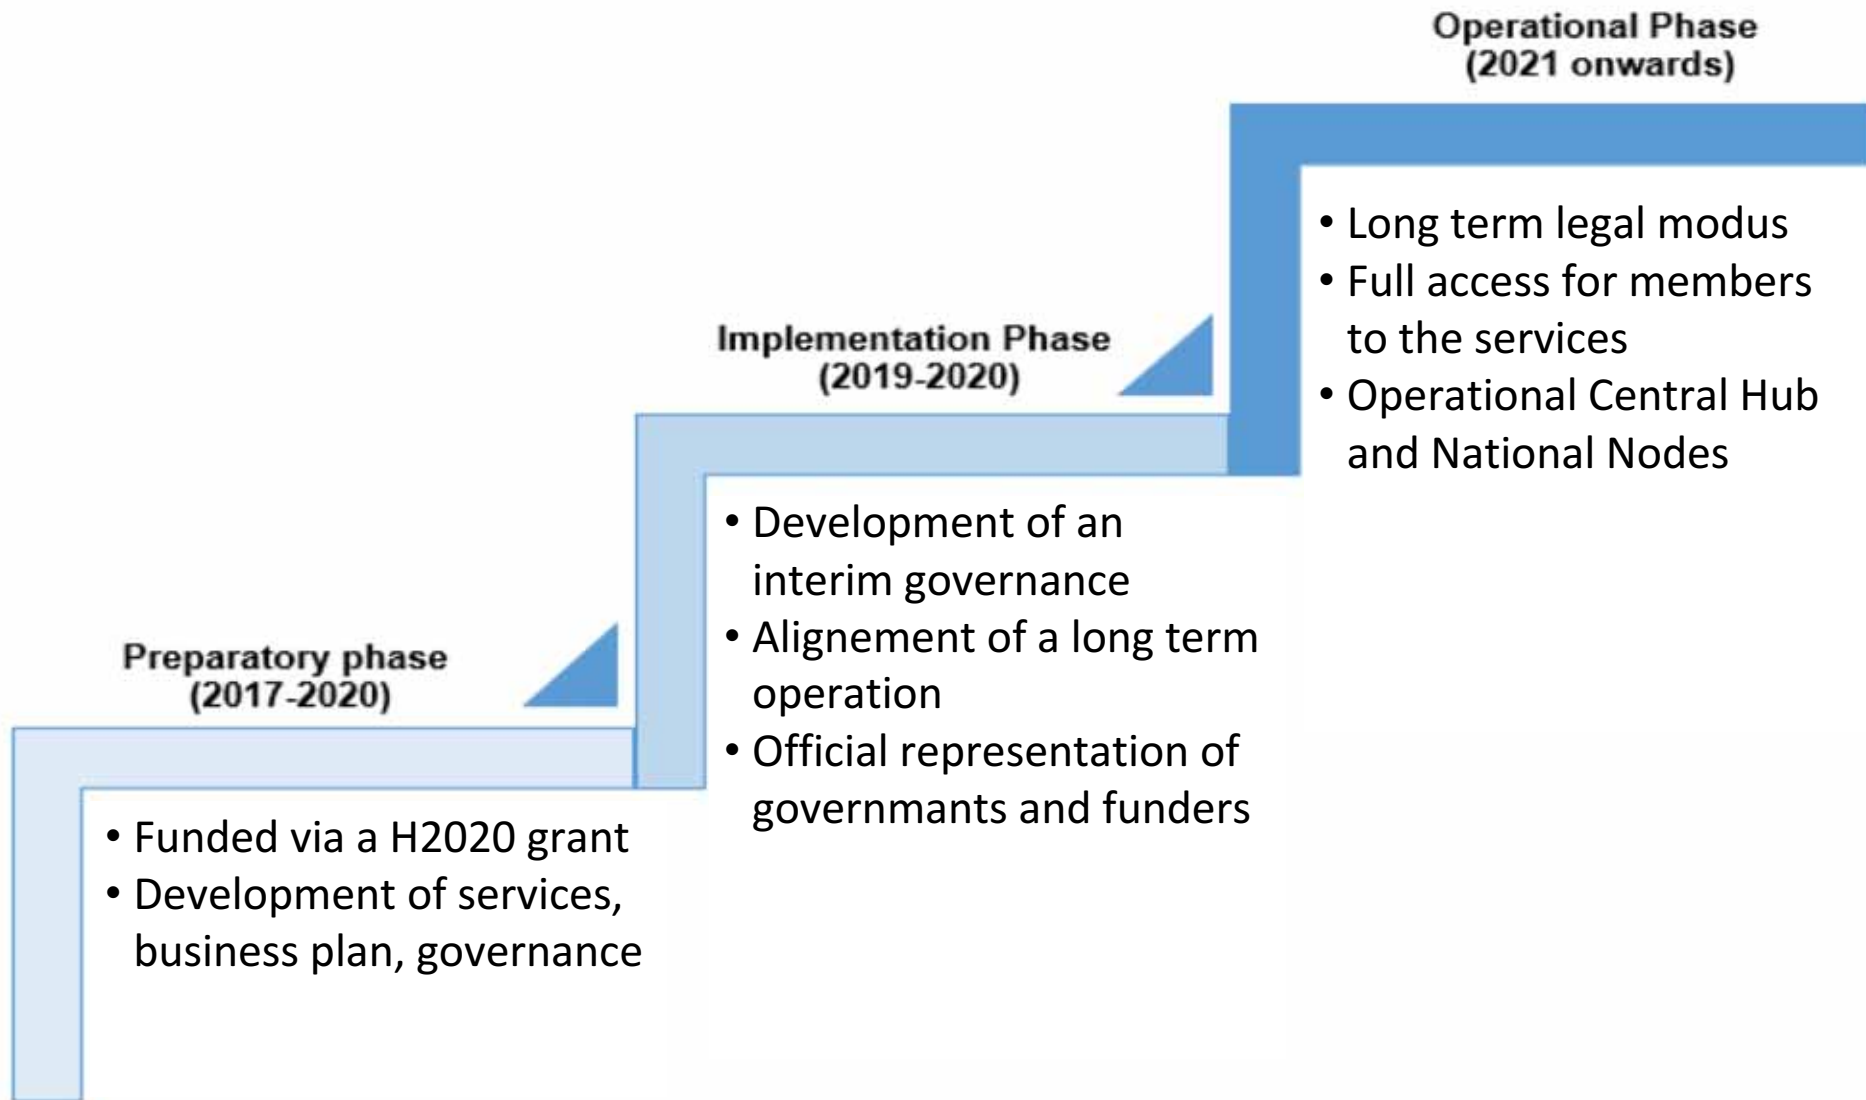 Operational Phase
(2021 onwards)
• Long term legal modus
• Full access for members
to the services
• Operational Central Hub
and National Nodes
Implementation Phase
(2019-2020)
• Development of an
interim governance
• Alignement of a long term
operation
• Official representation of
governmants and funders
Preparatory phase
(2017-2020)
• Funded via a H2020 grant
• Development of services,
business plan, governance